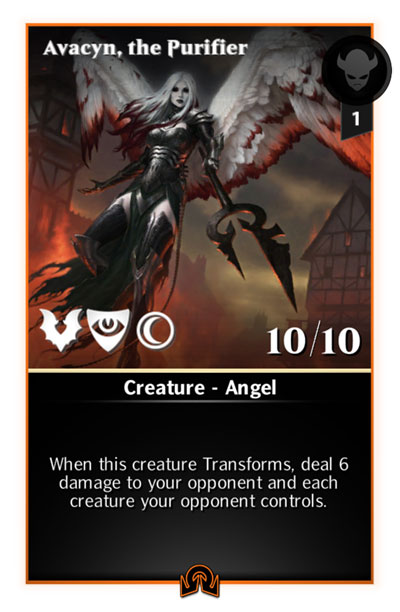 Avacyn, the Purifier
1
10/10
Creature - Angel
When this creature Transforms, deal 6
damage to your opponent and each
creature your opponent controls.